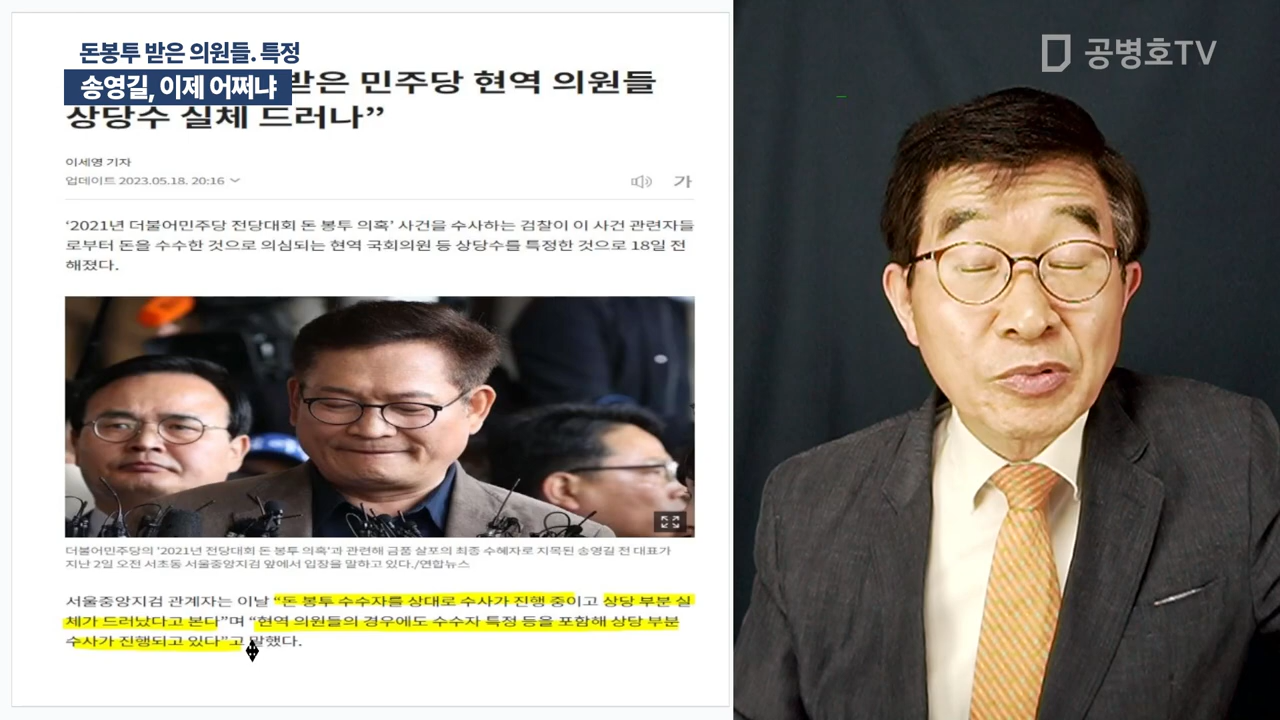 돈봉투 받은 의원들. 특정
송영길, 이제 어쩌냐
받은 민주당 현역 의원들
상당수 실체 드러나”
이세영 기자
업데이트 2023.05.18. 20:16
가
‘2021년 더불어민주당 전당대회 돈 봉투 의혹’ 사건을 수사하는 검찰이 이 사건 관련자들
로부터 돈을 수수한 것으로 의심되는 현역 국회의원 등 상당수를 특정한 것으로 18일 전
해졌다.
더불어민주당의 '2021년 전당대회 돈 봉투 의혹'과 관련해 금품 살포의 최종 수혜자로 지목된 송영길 전 대표가
지난 2일 오전 서초동 서울중앙지검 앞에서 입장을 말하고 있다./연합뉴스
서울중앙지검 관계자는 이날 “돈 봉투 수수자를 상대로 수사가 진행 중이고 상당 부분 실
체가 드러났다고 본다”며 “현역 의원들의 경우에도 수수자 특정 등을 포함해 상당 부분
수사가 진행되고 있다”고 말했다.
공병호TV